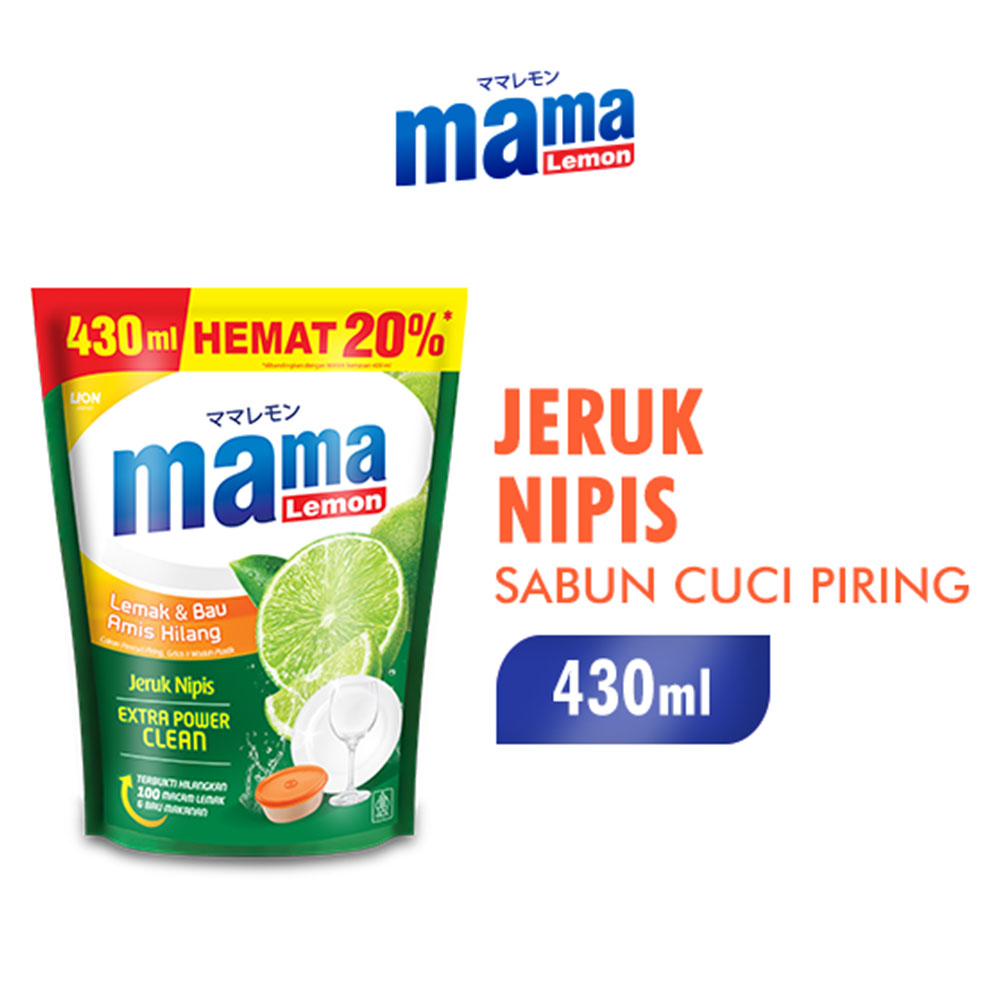 ママレモン
mama
Lemon
430ml HEMAT 20%*
LION
ママレモン
mama
Lemon
Lemak & Bau
Amis Hilang
Jeruk Nipis
EXTRA POWER
CLEAN
TERBUKTI HILANGKAN
100 MACAM LEMAK
& BAU MAKANAN
JERUK
NIPIS
SABUN CUCI PIRING
430ml